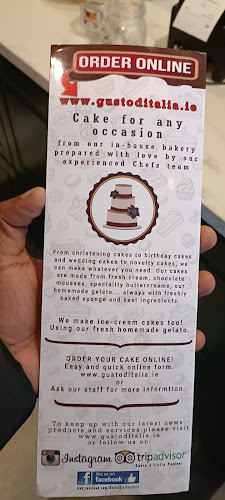 ORDER ONLINE
www.gustoditalia.ie
Cake for any
occasion
from our in-house bakery
prepared with love by our
experienced Chefs team
From christening cakes to birthday cakes
and wedding cakes to novelty cakes, we
can make whatever you need. Our cakes
are made from fresh cream, chocolate
mousses, speciality buttercreams, our
homemade gelato... always with freshly
baked sponge and best ingredients.
We make ice-cream cakes too!
Using our fresh homemade gelato.
ORDER YOUR CAKE ONLINE!
Easy and quick online form.
www.gustoditalia.ie
or
Ask our staff for more information
To keep up with our latest news,
products and services please visit
www.gustoditalia.ie
or follow us on
Instagram tripadvisor
like us on
facebook